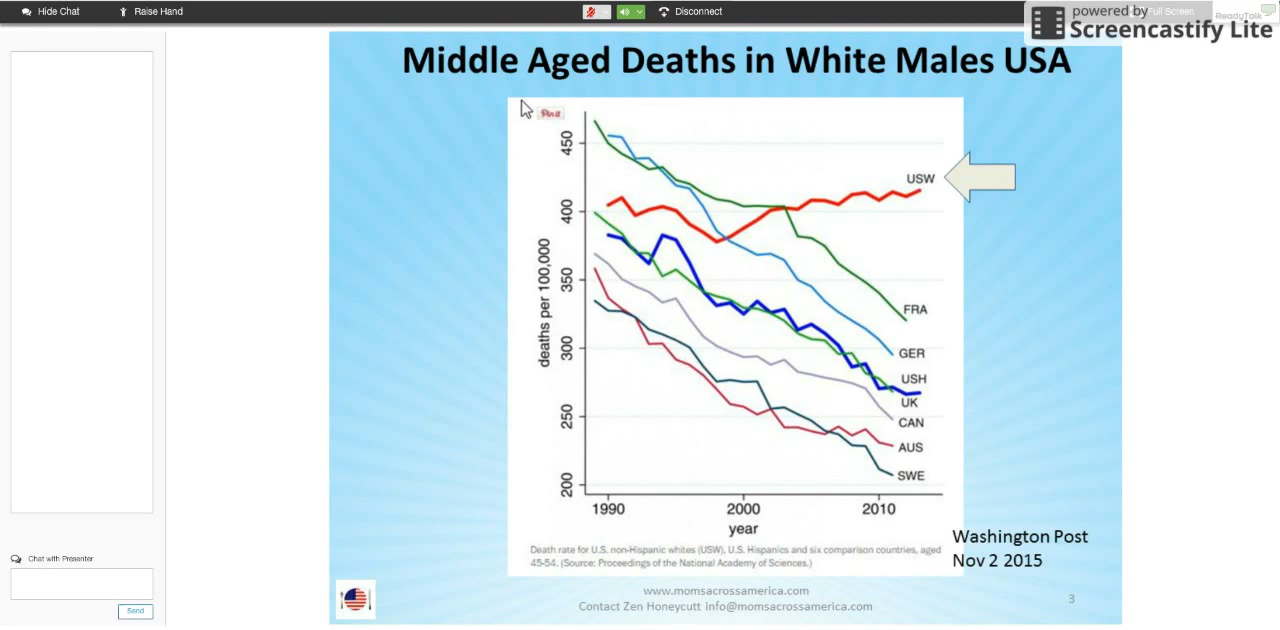 Hide Chat
Raise Hand
Disconnect
powered by
Full Screen
ReadyTalk
Screencastify Lite
Middle Aged Deaths in White Males USA
Pin it
450
400
350
300
250
200
deaths per 100,000
USW
FRA
GER
USH
UK
CAN
AUS
SWE
1990 2000 2010
year
Death rate for U.S. non-Hispanic whites (USW), U.S. Hispanics and six comparison countries, aged
45-54. (Source: Proceedings of the National Academy of Sciences.)
Washington Post
Nov 2 2015
www.momsacrossamerica.com
Contact Zen Honeycutt info@momsacrossamerica.com
3
Chat with Presenter
Send